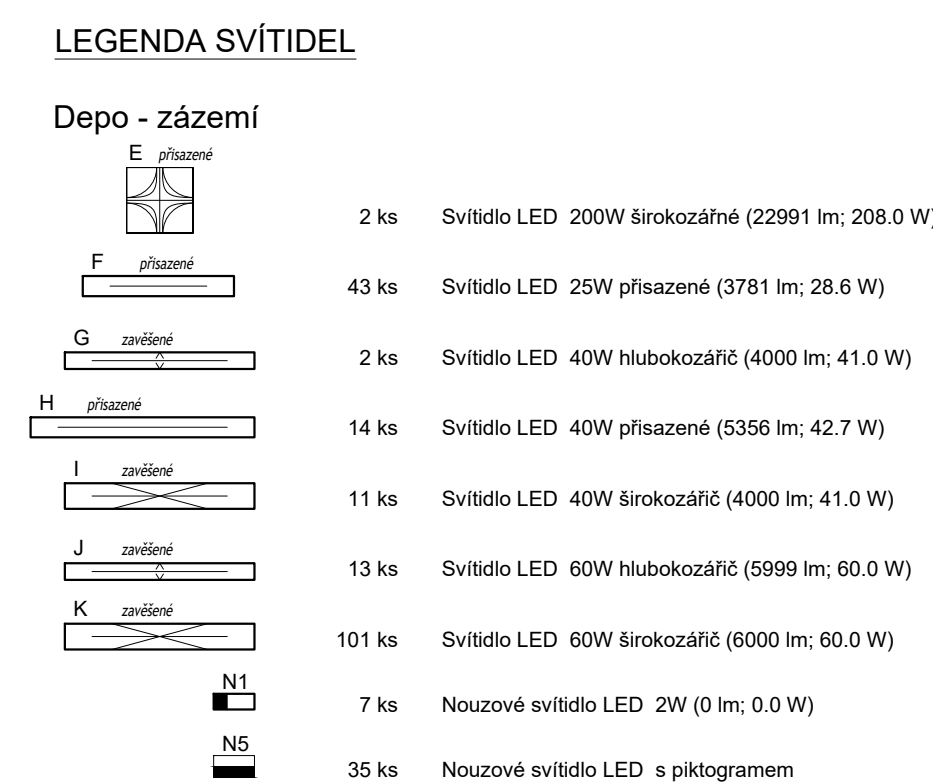 LEGENDA SVÍTIDEL
Depo - zázemí
E přisazené
2 ks Svítidlo LED 200W širokozářné (22991 lm; 208.0 W)
F přisazené
43 ks Svítidlo LED 25W přisazené (3781 lm; 28.6 W)
G zavěšené
2 ks Svítidlo LED 40W hlubokozářič (4000 lm; 41.0 W)
H přisazené
14 ks Svítidlo LED 40W přisazené (5356 lm; 42.7 W)
I zavěšené
11 ks Svítidlo LED 40W širokozářič (4000 lm; 41.0 W)
J zavěšené
13 ks Svítidlo LED 60W hlubokozářič (5999 lm; 60.0 W)
K zavěšené
101 ks Svítidlo LED 60W širokozářič (6000 lm; 60.0 W)
N1
7 ks Nouzové svítidlo LED 2W (0 lm; 0.0 W)
N5
35 ks Nouzové svítidlo LED s piktogramem